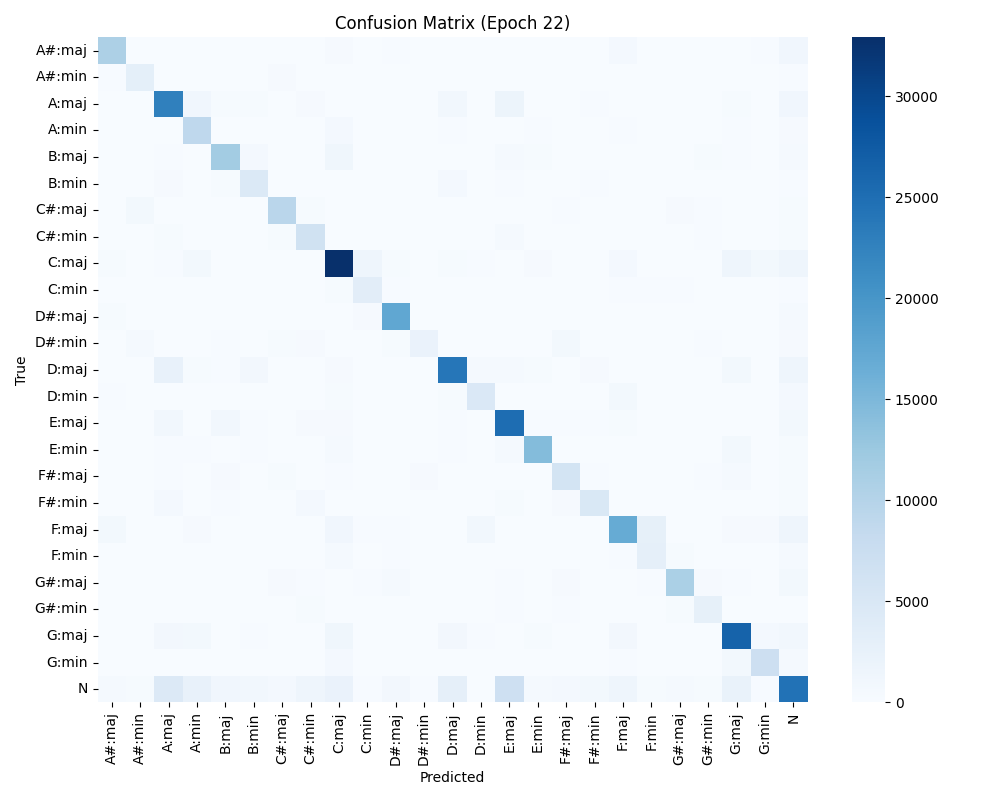 Confusion Matrix (Epoch 22)
True
A#:maj
A#:min
A:maj
A:min
B:maj
B:min
C#:maj
C#:min
C:maj
C:min
D#:maj
D#:min
D:maj
D:min
E:maj
E:min
F#:maj
F#:min
F:maj
F:min
G#:maj
G#:min
G:maj
G:min
N
A#:maj
A#:min
A:maj
A:min
B:maj
B:min
C#:maj
C#:min
C:maj
C:min
D#:maj
D#:min
D:maj
D:min
E:maj
E:min
F#:maj
F#:min
F:maj
F:min
G#:maj
G#:min
G:maj
G:min
N
Predicted
30000
25000
20000
15000
10000
5000
0